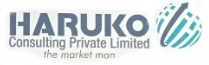 HARUKO
Consulting Private Limited
the market man